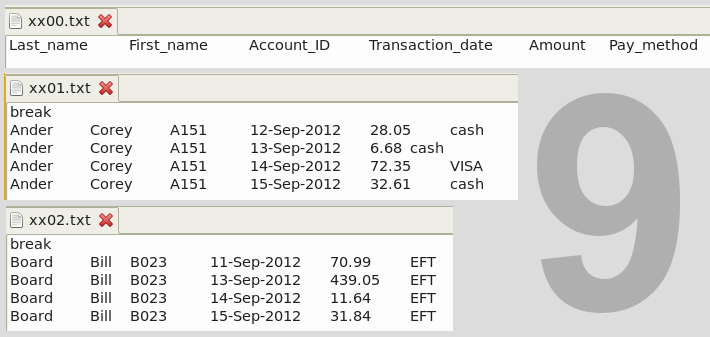 xx00.txt
Last_name First_name Account_ID Transaction_date Amount Pay_method
xx01.txt
break
Ander Corey A151 12-Sep-2012 28.05 cash
Ander Corey A151 13-Sep-2012 6.68 cash
Ander Corey A151 14-Sep-2012 72.35 VISA
Ander Corey A151 15-Sep-2012 32.61 cash
xx02.txt
break
Board Bill B023 11-Sep-2012 70.99 EFT
Board Bill B023 13-Sep-2012 439.05 EFT
Board Bill B023 14-Sep-2012 11.64 EFT
Board Bill B023 15-Sep-2012 31.84 EFT
9